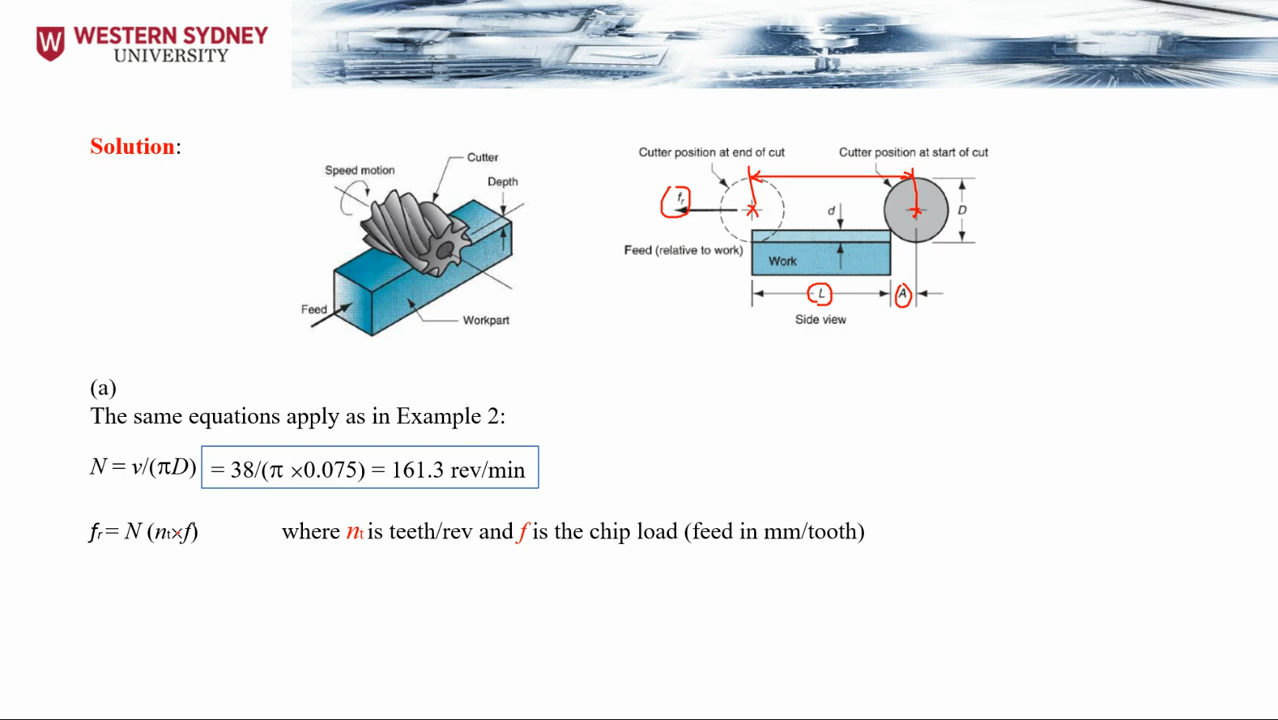 WESTERN SYDNEY
UNIVERSITY
W
Solution:
Speed motion
Cutter
Depth
Feed
Workpart
Cutter position at end of cut
Cutter position at start of cut
fr
d
D
Feed (relative to work)
Work
L
A
Side view
(a)
The same equations apply as in Example 2:
N = v/(πD) = 38/(π ×0.075) = 161.3 rev/min
fr = N (nt×f) where nt is teeth/rev and f is the chip load (feed in mm/tooth)